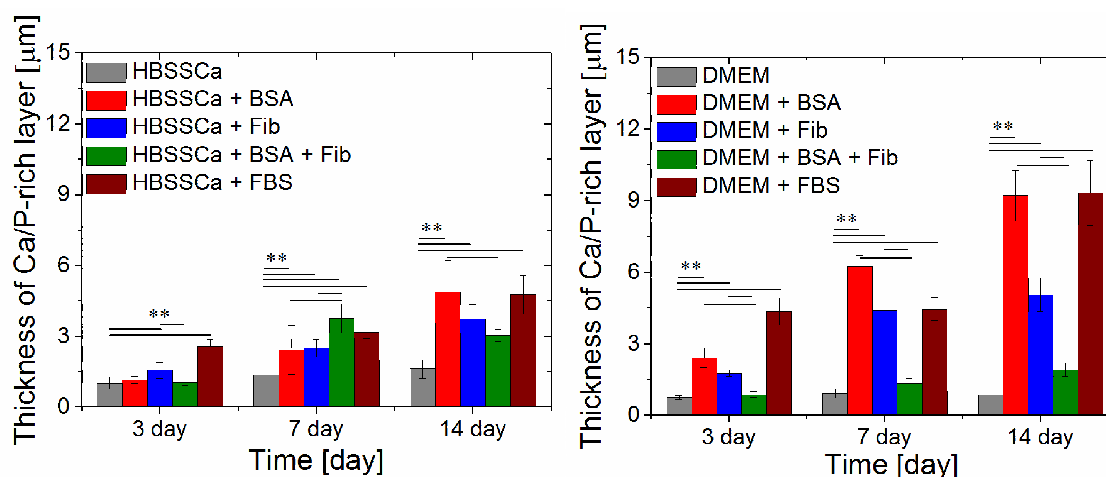 Thickness of Ca/P-rich layer [μm]
15
12
9
6
3
0
HBSSCa
HBSSCa + BSA
HBSSCa + Fib
HBSSCa + BSA + Fib
HBSSCa + FBS
**
**
**
3 day
7 day
14 day
Time [day]
Thickness of Ca/P-rich layer [μm]
15
12
9
6
3
0
DMEM
DMEM + BSA
DMEM + Fib
DMEM + BSA + Fib
DMEM + FBS
**
**
**
3 day
7 day
14 day
Time [day]